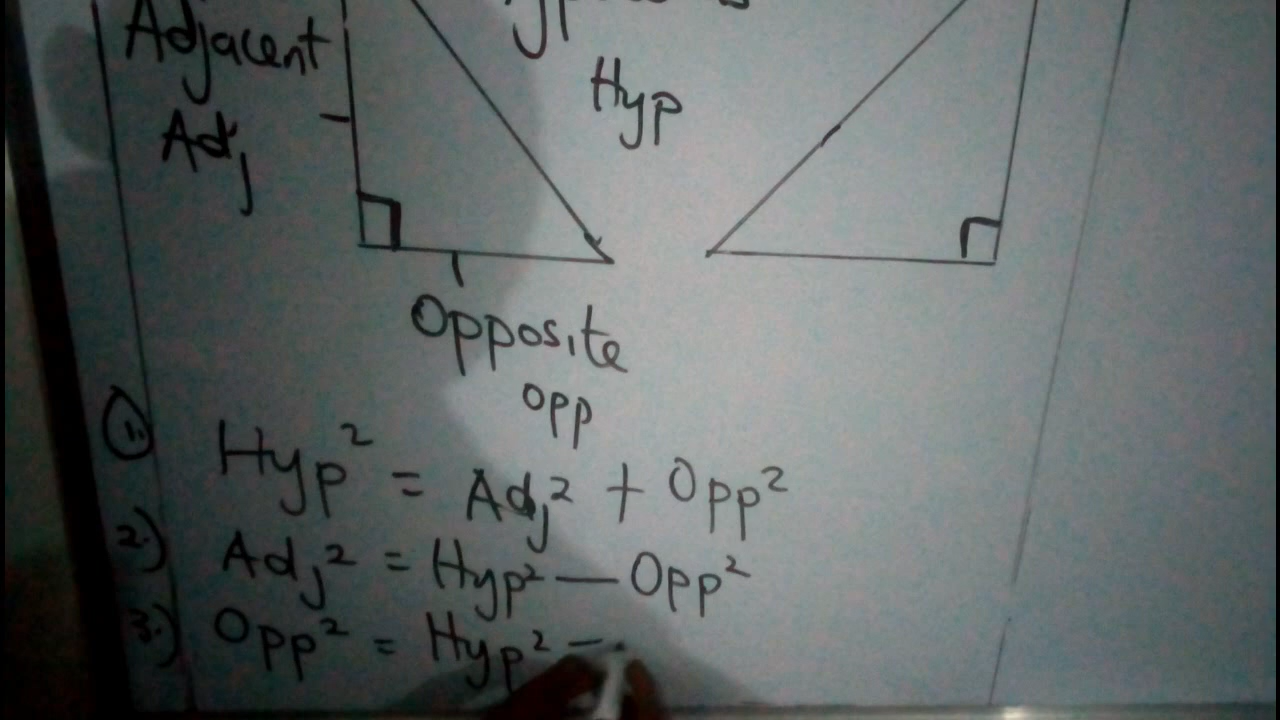 Adjacent
Adj
Hyp
Opposite
opp
1. Hyp² = Adj² + Opp²
2.) Adj² = Hyp² — Opp²
3.) Opp² = Hyp² –